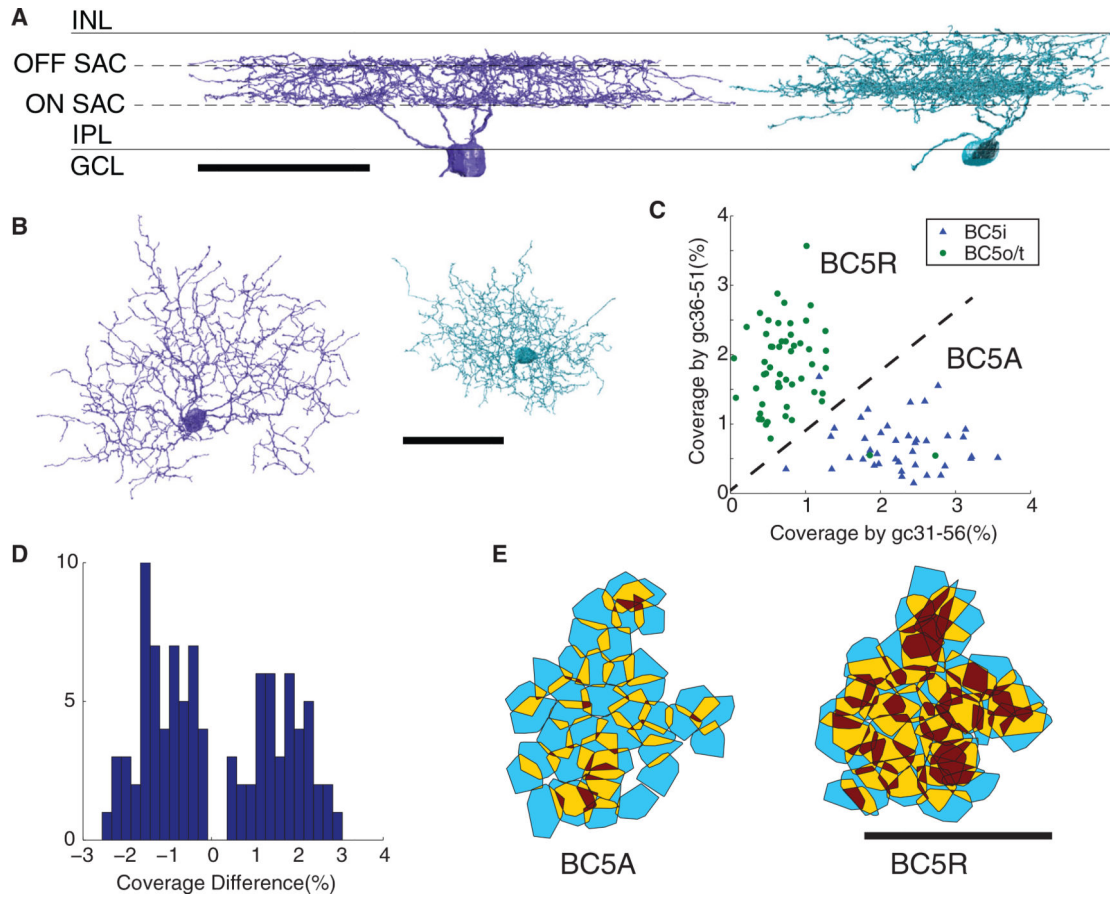 A
INL
OFF SAC
ON SAC
IPL
GCL
B
C
Coverage by gc36-51(%)
4
3
2
1
0
BC5i
BC5o/t
BC5R
BC5A
0 1 2 3 4
Coverage by gc31-56(%)
D
10
5
0
−3 −2 −1 0 1 2 3 4
Coverage Difference(%)
E
BC5A
BC5R